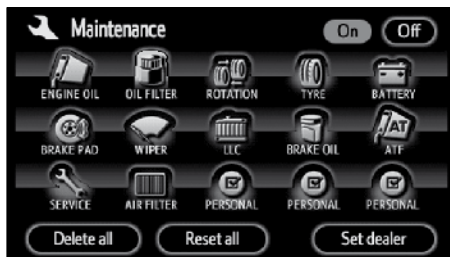 Maintenance On Off
ENGINE OIL OIL FILTER ROTATION TYRE BATTERY
BRAKE PAD WIPER LLC BRAKE OIL AT ATF
SERVICE AIR FILTER PERSONAL PERSONAL PERSONAL
Delete all Reset all Set dealer